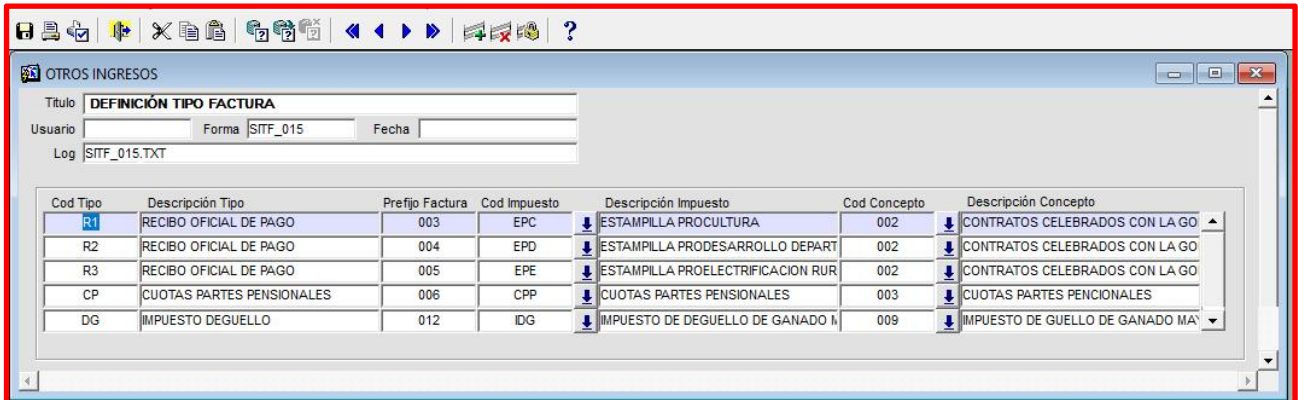 ?
OTROS INGRESOS
Titulo DEFINICIÓN TIPO FACTURA
Usuario Forma SITF_015 Fecha
Log SITF_015.TXT
Cod Tipo Descripción Tipo Prefijo Factura Cod Impuesto Descripción Impuesto Cod Concepto Descripción Concepto
R1 RECIBO OFICIAL DE PAGO 003 EPC ESTAMPILLA PROCULTURA 002 CONTRATOS CELEBRADOS CON LA GO
R2 RECIBO OFICIAL DE PAGO 004 EPD ESTAMPILLA PRODESARROLLO DEPART 002 CONTRATOS CELEBRADOS CON LA GO
R3 RECIBO OFICIAL DE PAGO 005 EPE ESTAMPILLA PROELECTRIFICACION RUR 002 CONTRATOS CELEBRADOS CON LA GO
CP CUOTAS PARTES PENSIONALES 006 CPP CUOTAS PARTES PENSIONALES 003 CUOTAS PARTES PENCIONALES
DG IMPUESTO DEGUELLO 012 IDG IMPUESTO DE DEGUELLO DE GANADO M 009 IMPUESTO DE GUELLO DE GANADO MAY